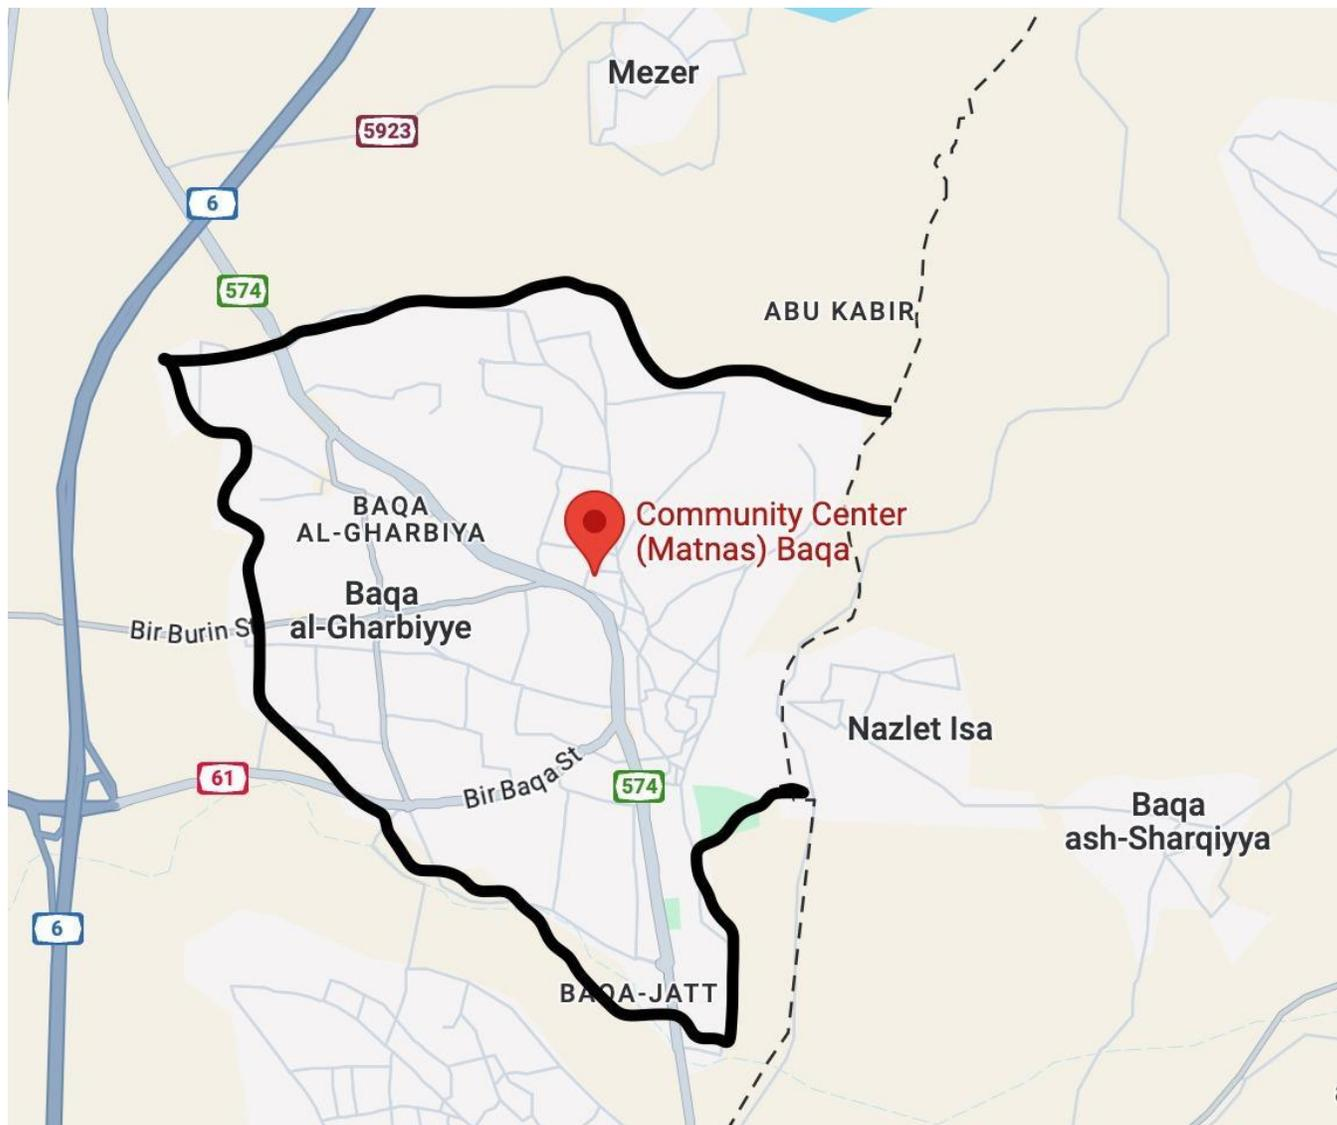 Mezer
5923
6
574
ABU KABIR
BAQA
AL-GHARBIYA
Community Center
(Matnas) Baqa
Baqa
al-Gharbiyye
Bir Burin St
Nazlet Isa
61
Bir Baqa St
574
Baqa
ash-Sharqiyya
6
BAQA-JATT